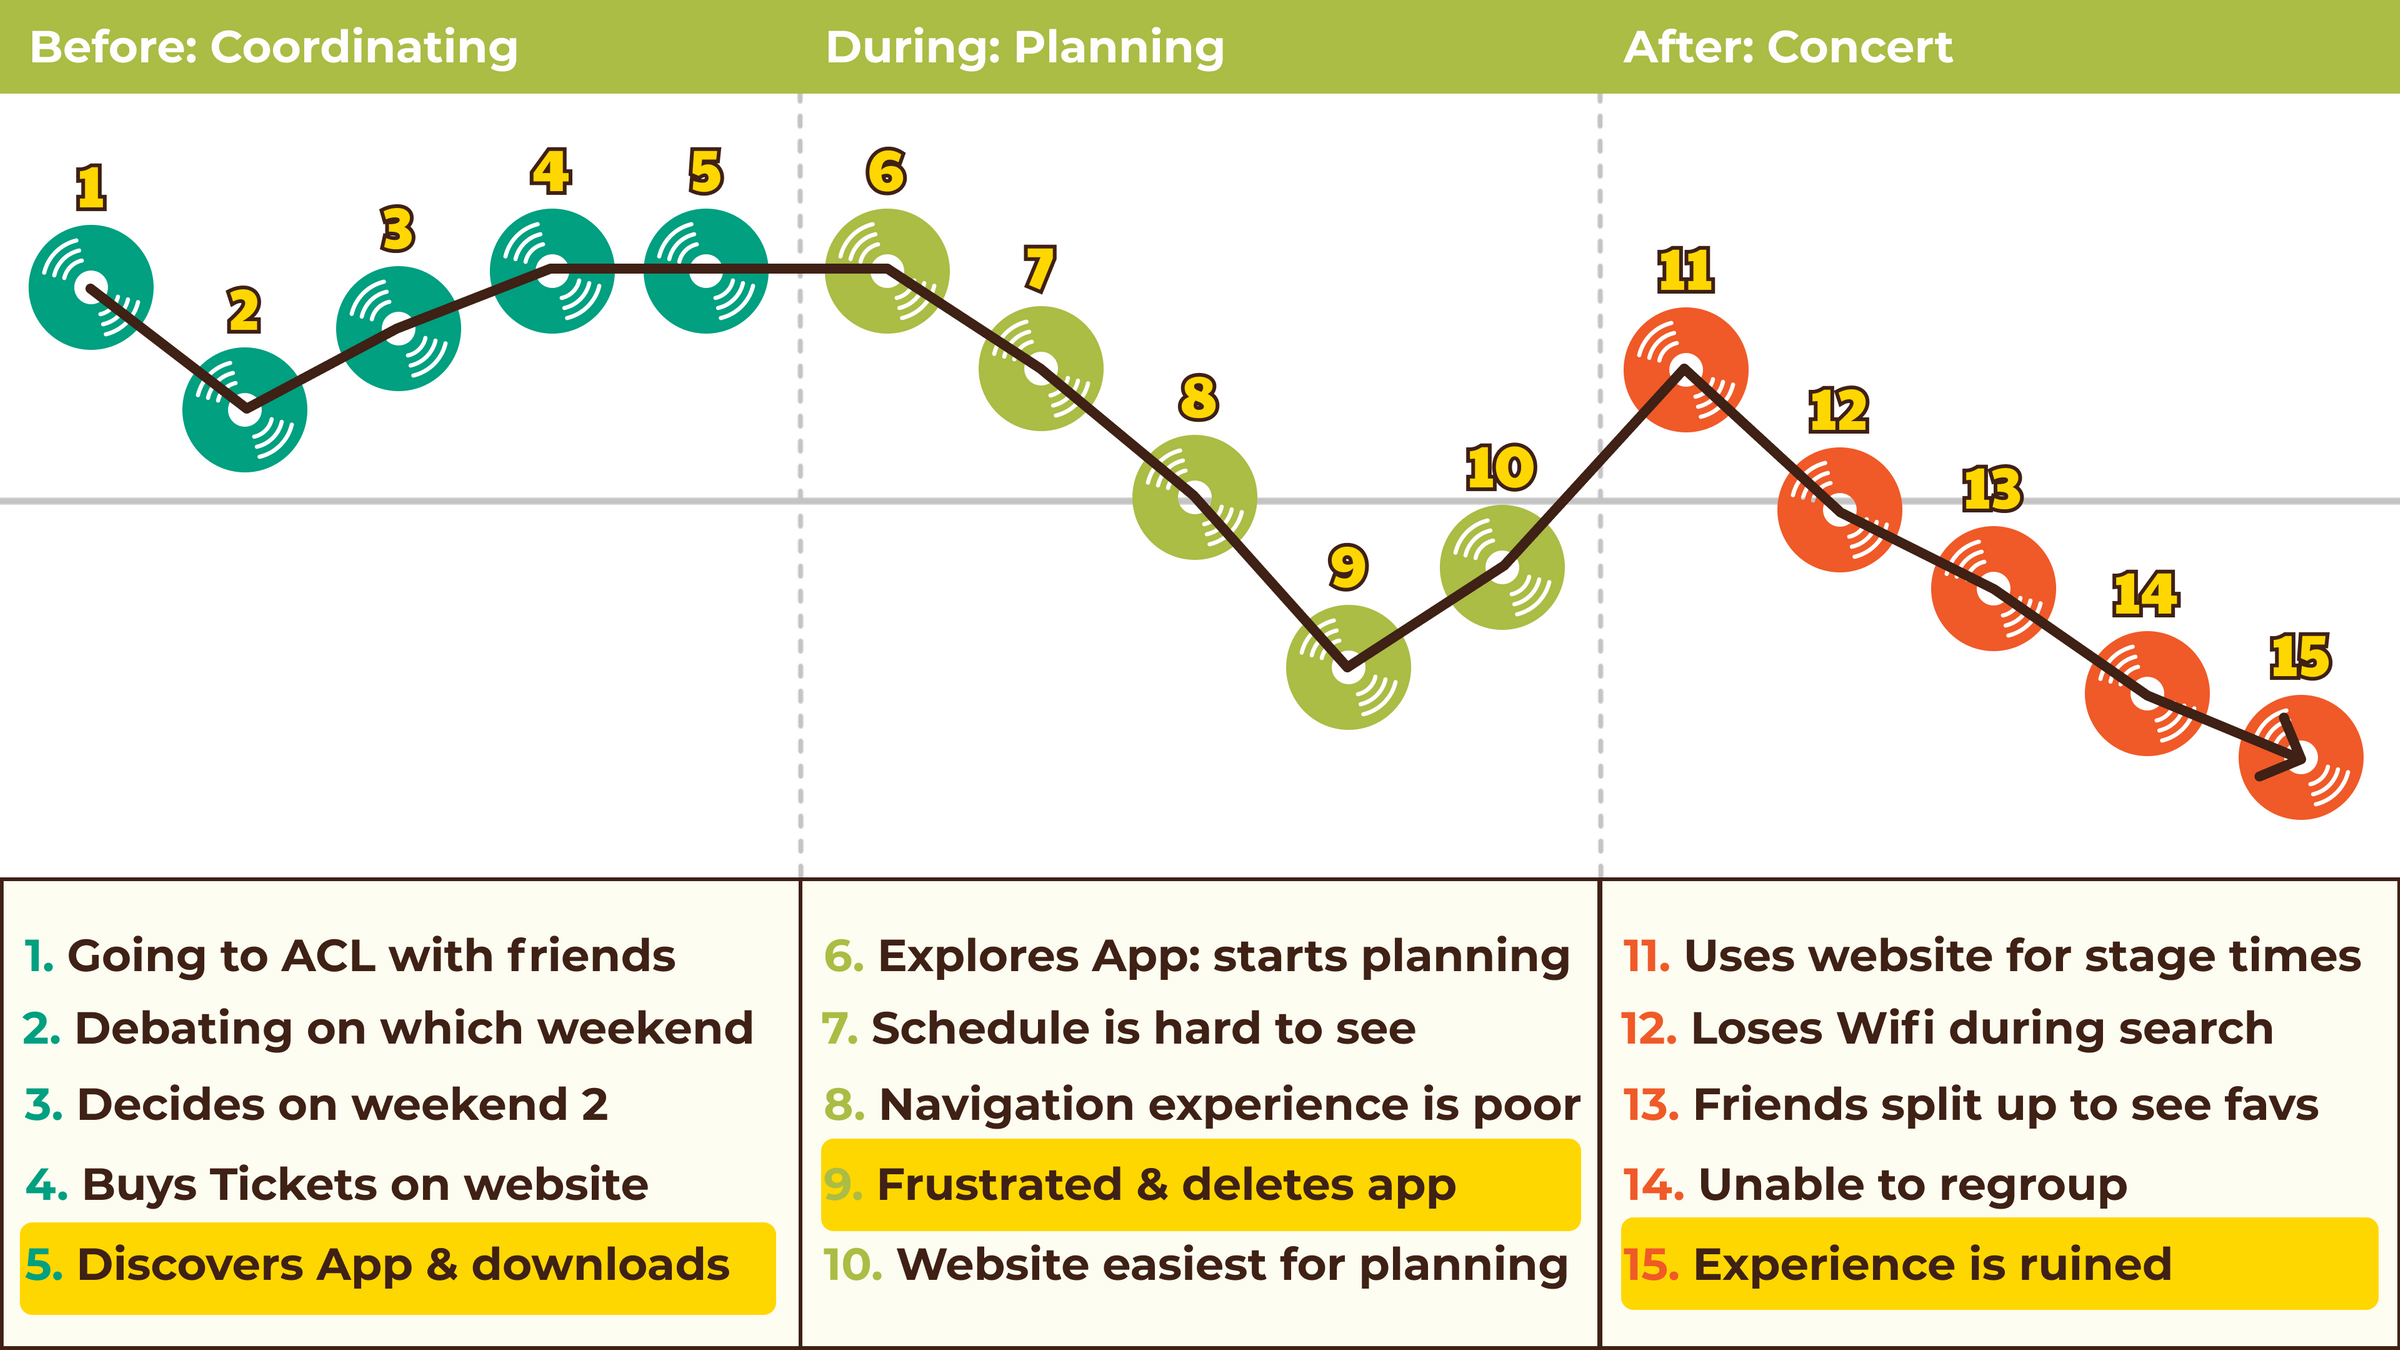 Before: Coordinating
During: Planning
After: Concert
1
2
3
4
5
6
7
8
9
10
11
12
13
14
15
1. Going to ACL with friends
2. Debating on which weekend
3. Decides on weekend 2
4. Buys Tickets on website
5. Discovers App & downloads
6. Explores App: starts planning
7. Schedule is hard to see
8. Navigation experience is poor
9. Frustrated & deletes app
10. Website easiest for planning
11. Uses website for stage times
12. Loses Wifi during search
13. Friends split up to see favs
14. Unable to regroup
15. Experience is ruined